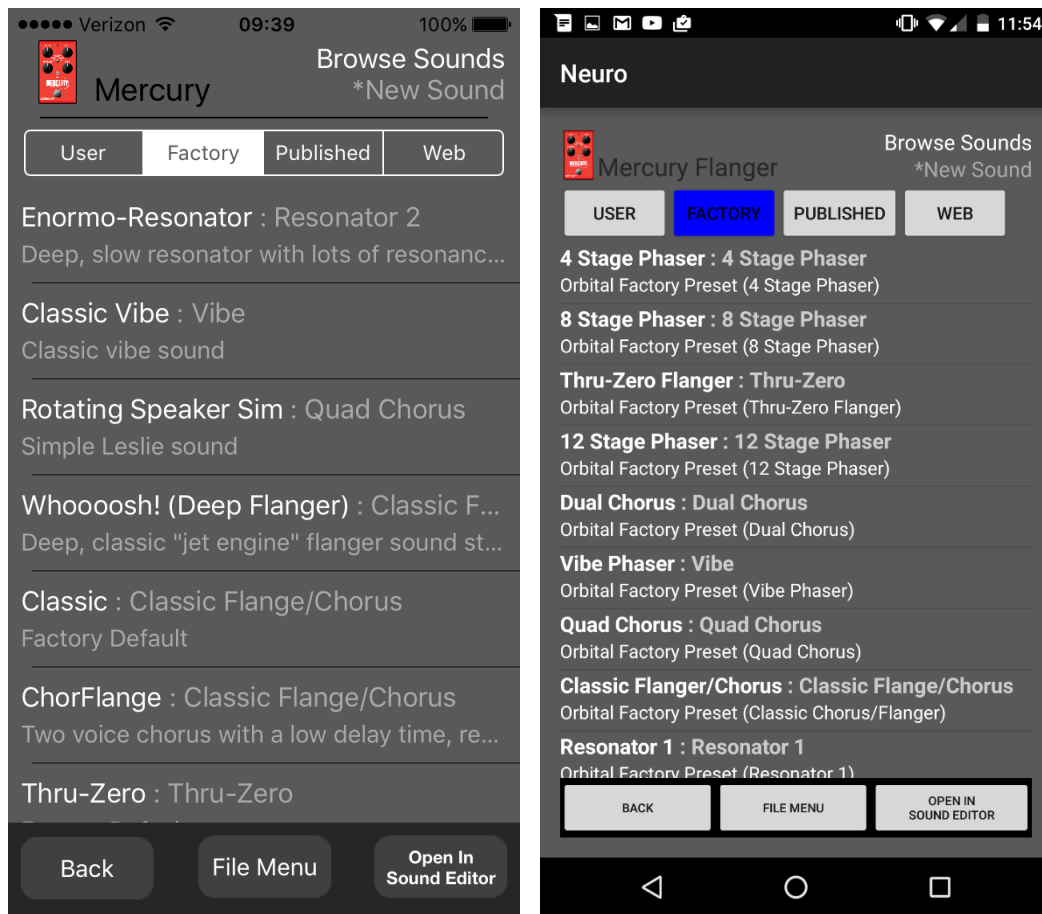 Verizon 09:39 100%
Browse Sounds
Mercury *New Sound
User Factory Published Web
Enormo-Resonator : Resonator 2
Deep, slow resonator with lots of resonanc...
Classic Vibe : Vibe
Classic vibe sound
Rotating Speaker Sim : Quad Chorus
Simple Leslie sound
Whoooosh! (Deep Flanger) : Classic F...
Deep, classic "jet engine" flanger sound st...
Classic : Classic Flange/Chorus
Factory Default
ChorFlange : Classic Flange/Chorus
Two voice chorus with a low delay time, re...
Thru-Zero : Thru-Zero
Back File Menu Open In
Sound Editor
11:54
Neuro
Browse Sounds
Mercury Flanger *New Sound
USER FACTORY PUBLISHED WEB
4 Stage Phaser : 4 Stage Phaser
Orbital Factory Preset (4 Stage Phaser)
8 Stage Phaser : 8 Stage Phaser
Orbital Factory Preset (8 Stage Phaser)
Thru-Zero Flanger : Thru-Zero
Orbital Factory Preset (Thru-Zero Flanger)
12 Stage Phaser : 12 Stage Phaser
Orbital Factory Preset (12 Stage Phaser)
Dual Chorus : Dual Chorus
Orbital Factory Preset (Dual Chorus)
Vibe Phaser : Vibe
Orbital Factory Preset (Vibe Phaser)
Quad Chorus : Quad Chorus
Orbital Factory Preset (Quad Chorus)
Classic Flanger/Chorus : Classic Flange/Chorus
Orbital Factory Preset (Classic Chorus/Flanger)
Resonator 1 : Resonator 1
Orbital Factory Preset (Resonator 1)
BACK FILE MENU OPEN IN
SOUND EDITOR